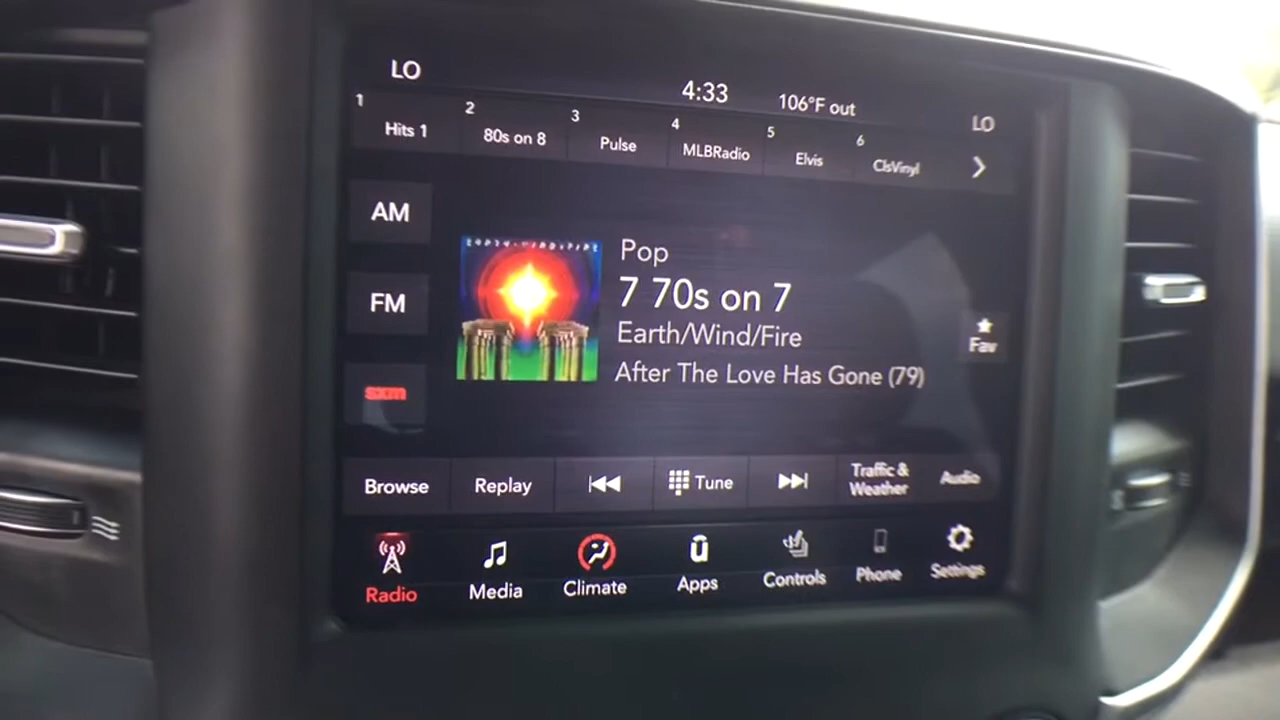 LO
4:33
106°F out
LO
1
Hits 1
2
80s on 8
3
Pulse
4
MLBRadio
5
Elvis
6
ClsVinyl
AM
FM
sxm
Pop
7 70s on 7
Earth/Wind/Fire
After The Love Has Gone (79)
Fav
Browse
Replay
Tune
Traffic &
Weather
Audio
Radio
Media
Climate
Apps
Controls
Phone
Settings